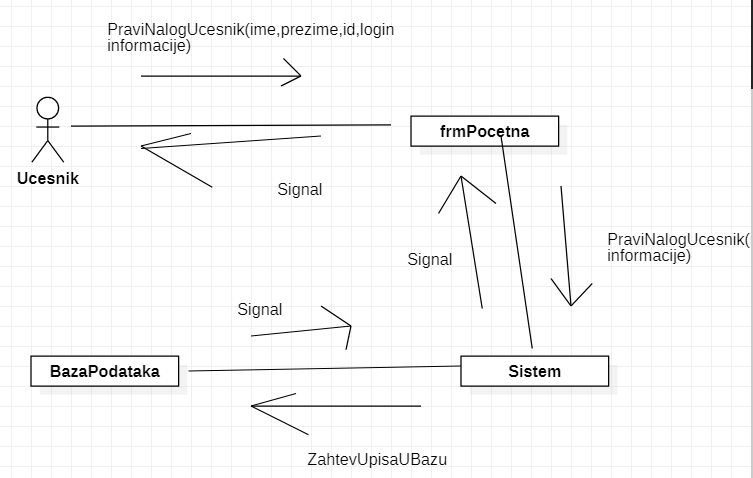 PraviNalogUcesnik(ime,prezime,id,login
informacije)
frmPocetna
Ucesnik
Signal
PraviNalogUcesnik(
informacije)
Signal
Signal
BazaPodataka
Sistem
ZahtevUpisaUBazu